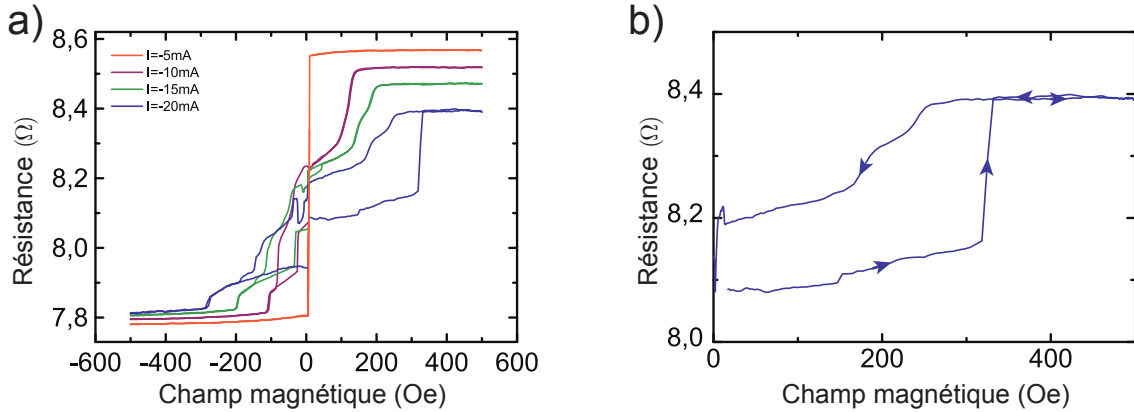 a)
8,6
8,4
8,2
8,0
7,8
Résistance (Ω)
I=-5mA
I=-10mA
I=-15mA
I=-20mA
-600 -400 -200 0 200 400 600
Champ magnétique (Oe)
b)
8,4
8,2
8,0
Résistance (Ω)
0 200 400
Champ magnétique (Oe)